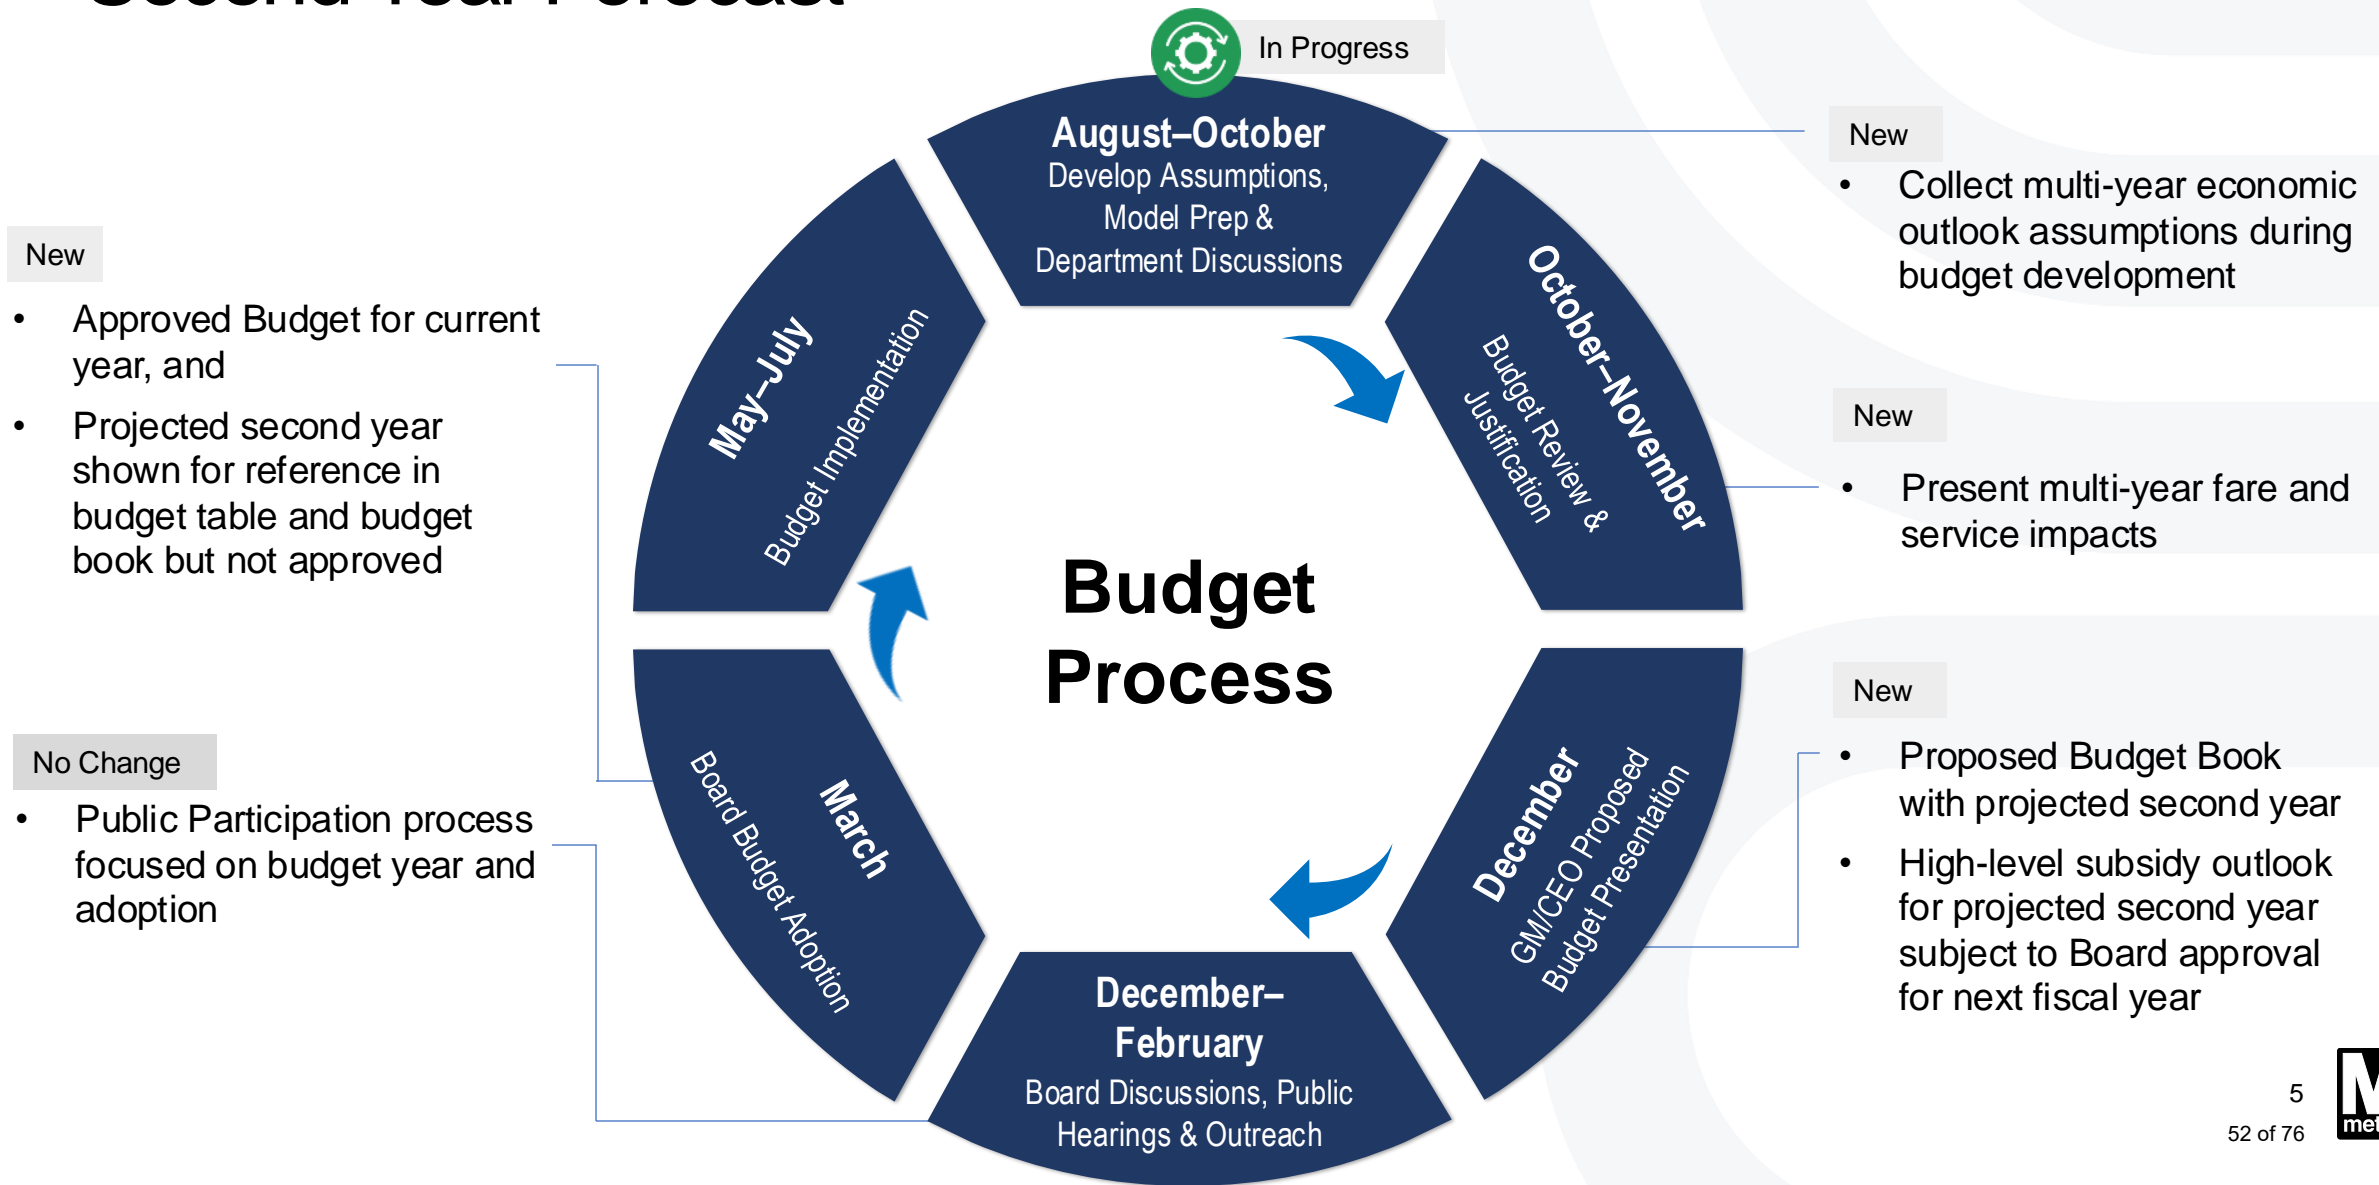 Second Year Forecast
In Progress
August–October
Develop Assumptions,
Model Prep &
Department Discussions
New
• Collect multi-year economic
outlook assumptions during
budget development
October–November
Budget Review &
Justification
New
• Present multi-year fare and
service impacts
New
• Proposed Budget Book
with projected second year
• High-level subsidy outlook
for projected second year
subject to Board approval
for next fiscal year
December
GM/CEO Proposed
Budget Presentation
December–
February
Board Discussions, Public
Hearings & Outreach
March
Board Budget Adoption
May–July
Budget Implementation
Budget
Process
New
• Approved Budget for current
year, and
• Projected second year
shown for reference in
budget table and budget
book but not approved
No Change
• Public Participation process
focused on budget year and
adoption
5
52 of 76
M
met